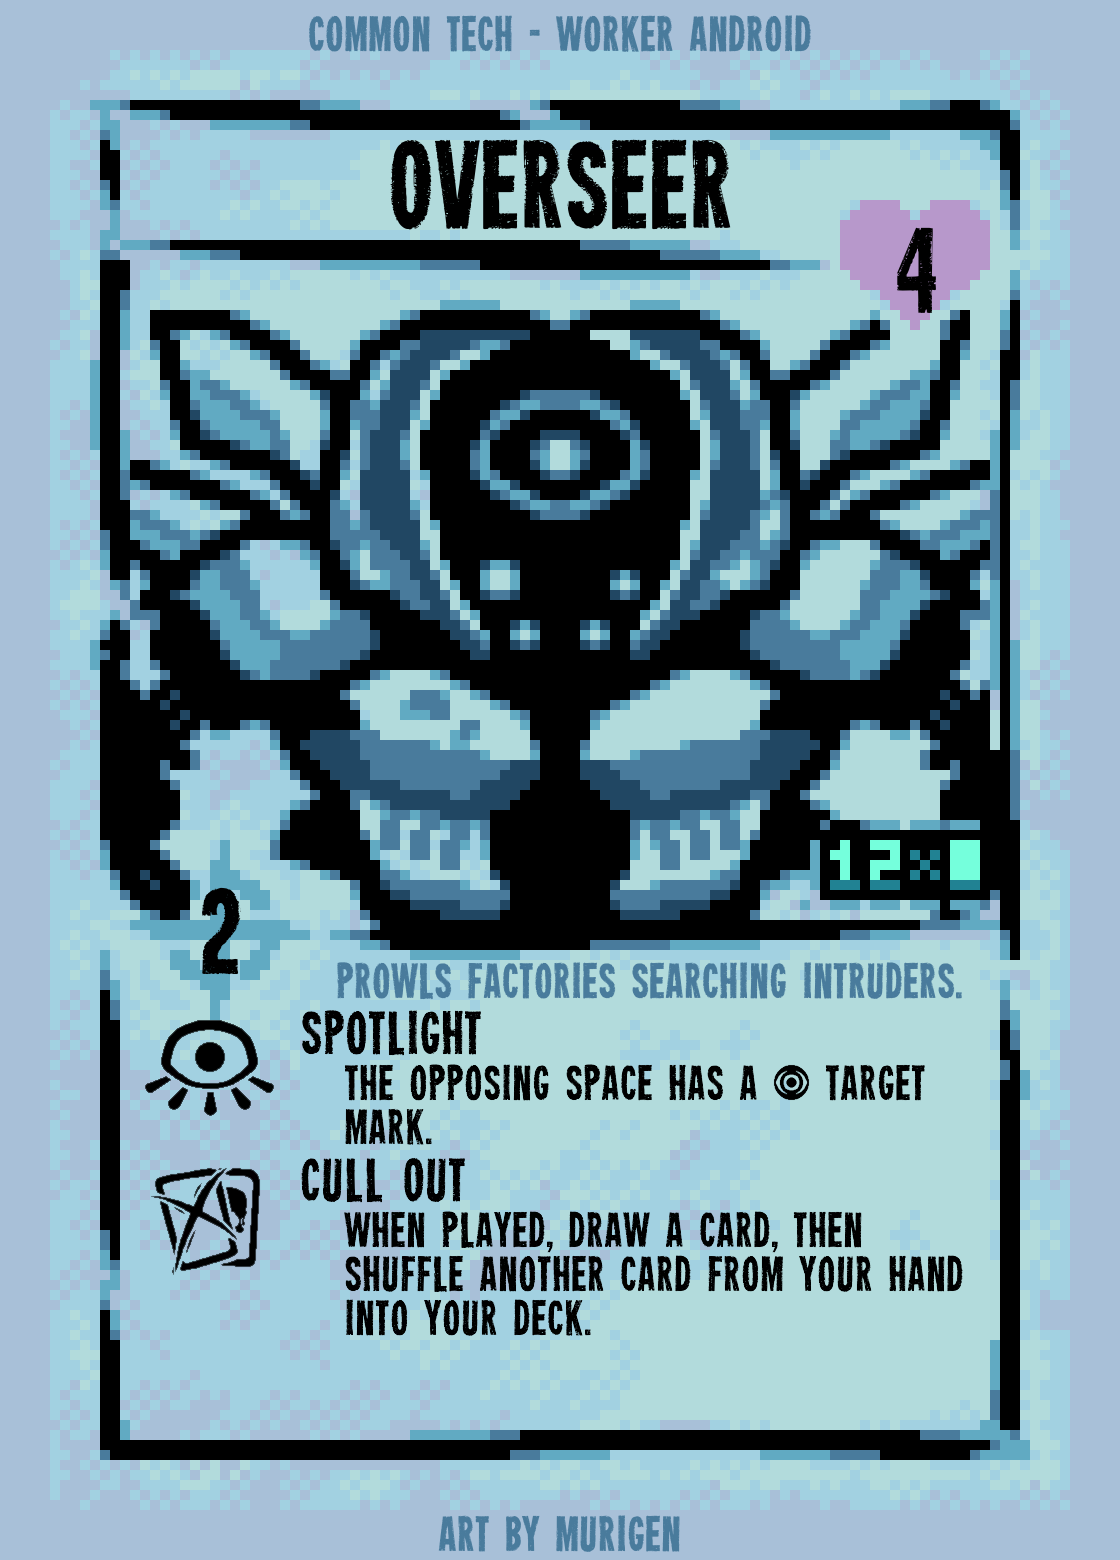 COMMON TECH - WORKER ANDROID
OVERSEER
4
12×
2
PROWLS FACTORIES SEARCHING INTRUDERS.
SPOTLIGHT
THE OPPOSING SPACE HAS A TARGET
MARK.
CULL OUT
WHEN PLAYED, DRAW A CARD, THEN
SHUFFLE ANOTHER CARD FROM YOUR HAND
INTO YOUR DECK.
ART BY MURIGEN